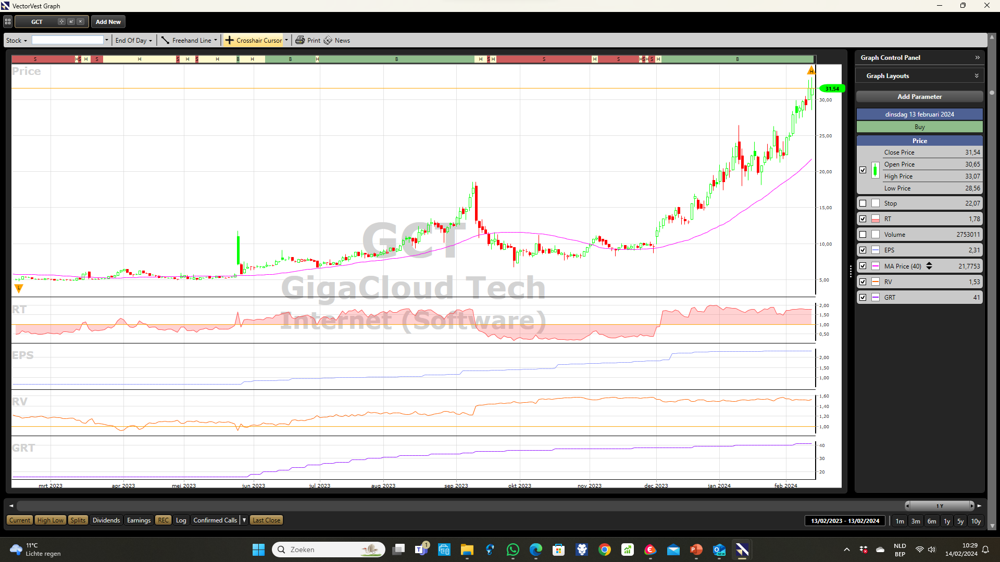 VectorVest Graph
GCT
Add New
Stock
End Of Day
Freehand Line
Crosshair Cursor
Print
News
S HS H S H S H S H B H B H B H S H S H S HSH S H B
Price
H
31,54
30,00
25,00
20,00
15,00
10,00
5,00
L
GCT
GigaCloud Tech
Internet (Software)
RT
2,00
1,50
1,00
0,50
EPS
2,00
1,50
1,00
RV
1,60
1,40
1,20
1,00
GRT
40
30
20
mrt 2023 apr 2023 mei 2023 jun 2023 jul 2023 aug 2023 sep 2023 okt 2023 nov 2023 dec 2023 jan 2024 feb 2024
Graph Control Panel
Graph Layouts
Add Parameter
dinsdag 13 februari 2024
Buy
Price
Close Price 31,54
Open Price 30,65
High Price 33,07
Low Price 28,56
Stop 22,07
RT 1,78
Volume 2753011
EPS 2,31
MA Price (40) 21,7753
RV 1,53
GRT 41
1 Y
Current High Low Splits Dividends Earnings REC Log Confirmed Calls Last Close
13/02/2023 - 13/02/2024
1m 3m 6m 1y 5y 10y
11°C
Lichte regen
Zoeken
1
NEW
NLD
BEP
10:29
14/02/2024